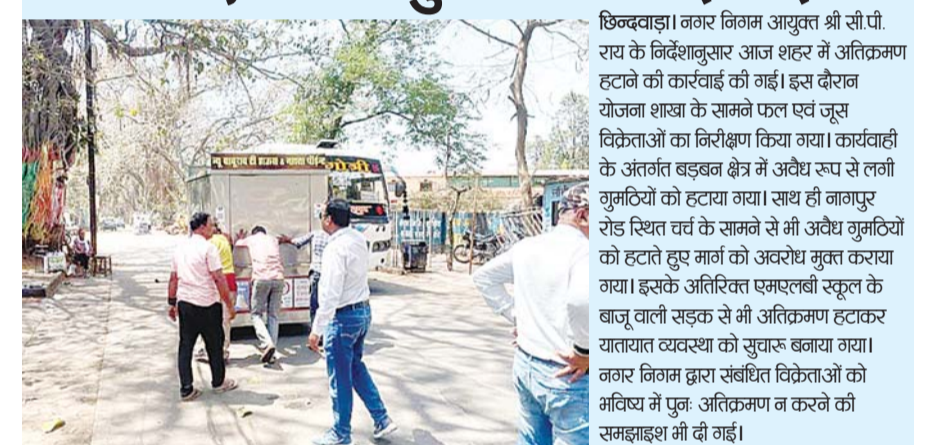 न्यू बाबूराव टी हाऊस & नाश्ता पॉईन्ट
योगी
छिन्दवाड़ा। नगर निगम आयुक्त श्री सी.पी.
राय के निर्देशानुसार आज शहर में अतिक्रमण
हटाने की कार्रवाई की गई। इस दौरान
योजना शाखा के सामने फल एवं जूस
विक्रेताओं का निरीक्षण किया गया। कार्यवाही
के अंतर्गत बड़बन क्षेत्र में अवैध रूप से लगी
गुमठियों को हटाया गया। साथ ही नागपुर
रोड स्थित चर्च के सामने से भी अवैध गुमठियों
को हटाते हुए मार्ग को अवरोध मुक्त कराया
गया। इसके अतिरिक्त एमएलबी स्कूल के
बाजू वाली सड़क से भी अतिक्रमण हटाकर
यातायात व्यवस्था को सुचारू बनाया गया।
नगर निगम द्वारा संबंधित विक्रेताओं को
भविष्य में पुनः अतिक्रमण न करने की
समझाइश भी दी गई।